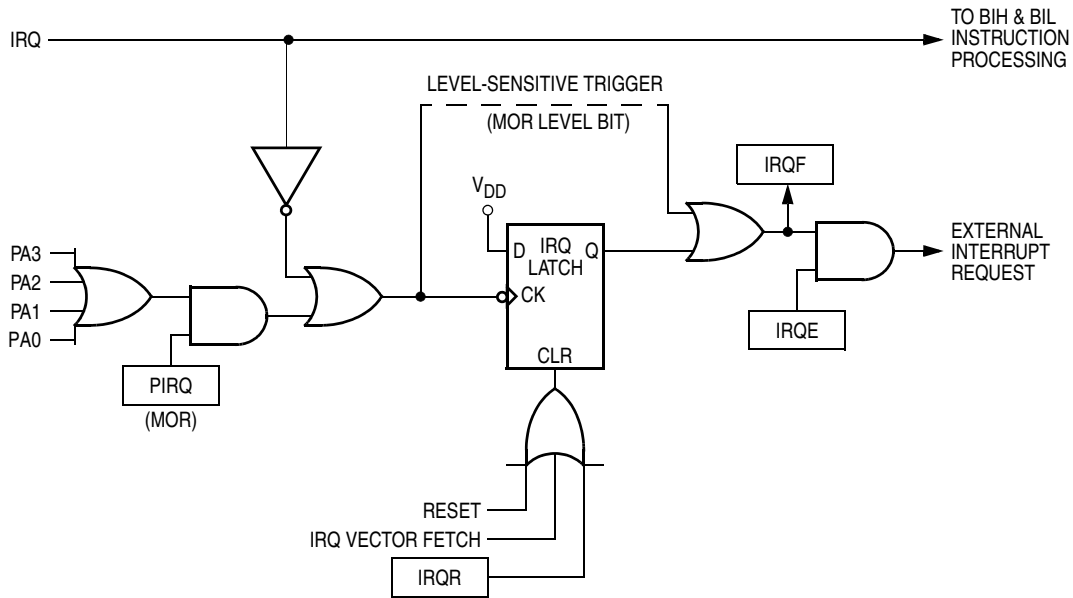 TO BIH & BIL
INSTRUCTION
PROCESSING
IRQ
LEVEL-SENSITIVE TRIGGER
(MOR LEVEL BIT)
IRQF
VDD
EXTERNAL
INTERRUPT
REQUEST
D IRQ Q
LATCH
CK
CLR
PA3
PA2
PA1
PA0
IRQE
PIRQ
(MOR)
RESET
IRQ VECTOR FETCH
IRQR